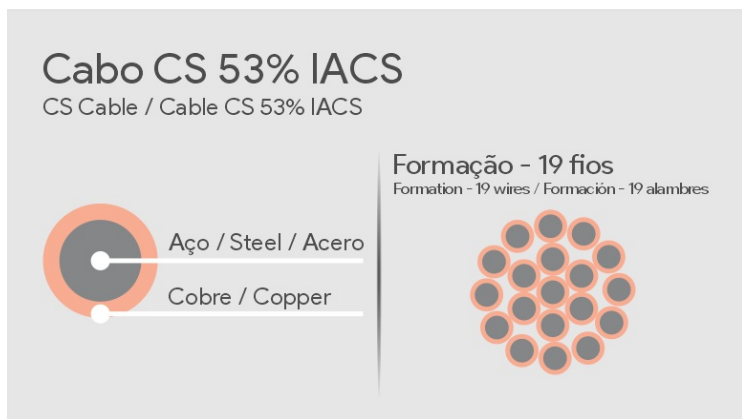 Cabo CS 53% IACS
CS Cable / Cable CS 53% IACS
Aço / Steel / Acero
Cobre / Copper
Formação - 19 fios
Formation - 19 wires / Formación - 19 alambres